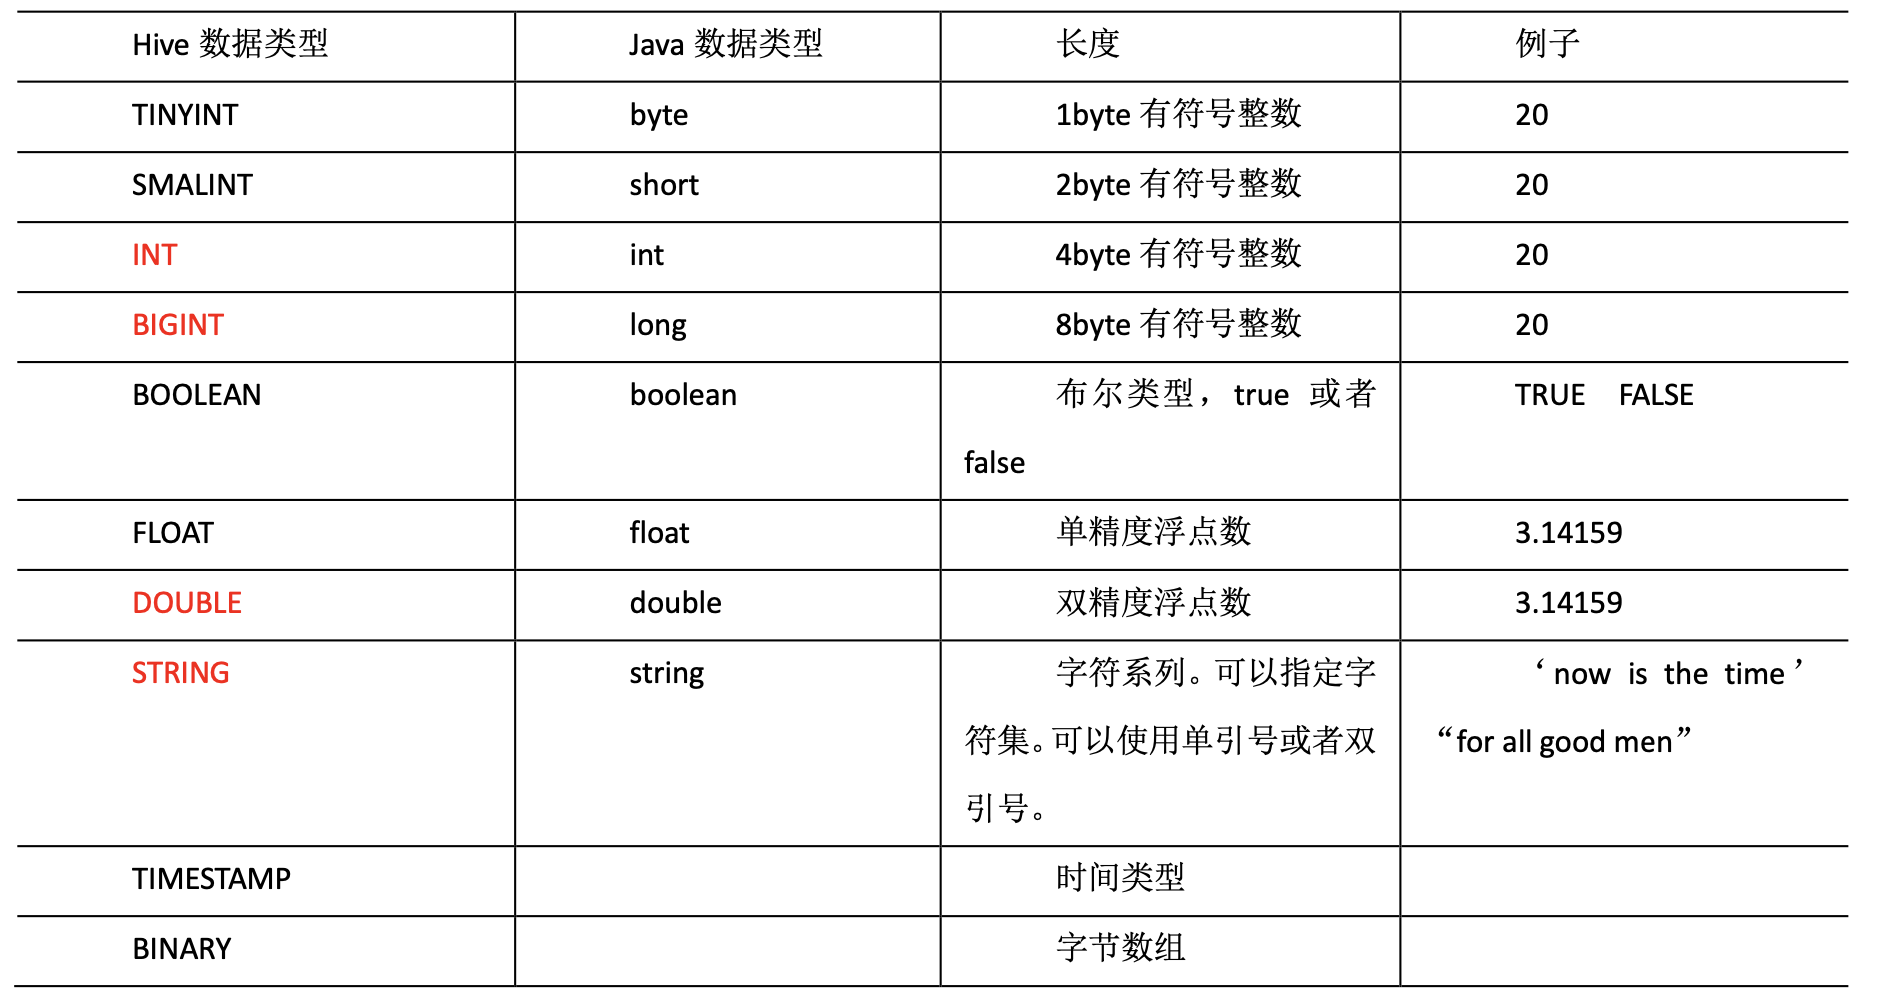 Hive 数据类型 Java 数据类型 长度 例子
TINYINT byte 1byte 有符号整数 20
SMALINT short 2byte 有符号整数 20
INT int 4byte 有符号整数 20
BIGINT long 8byte 有符号整数 20
BOOLEAN boolean 布尔类型，true 或者 TRUE FALSE
false
FLOAT float 单精度浮点数 3.14159
DOUBLE double 双精度浮点数 3.14159
STRING string 字符系列。可以指定字 ‘now is the time’
符集。可以使用单引号或者双 “for all good men”
引号。
TIMESTAMP 时间类型
BINARY 字节数组